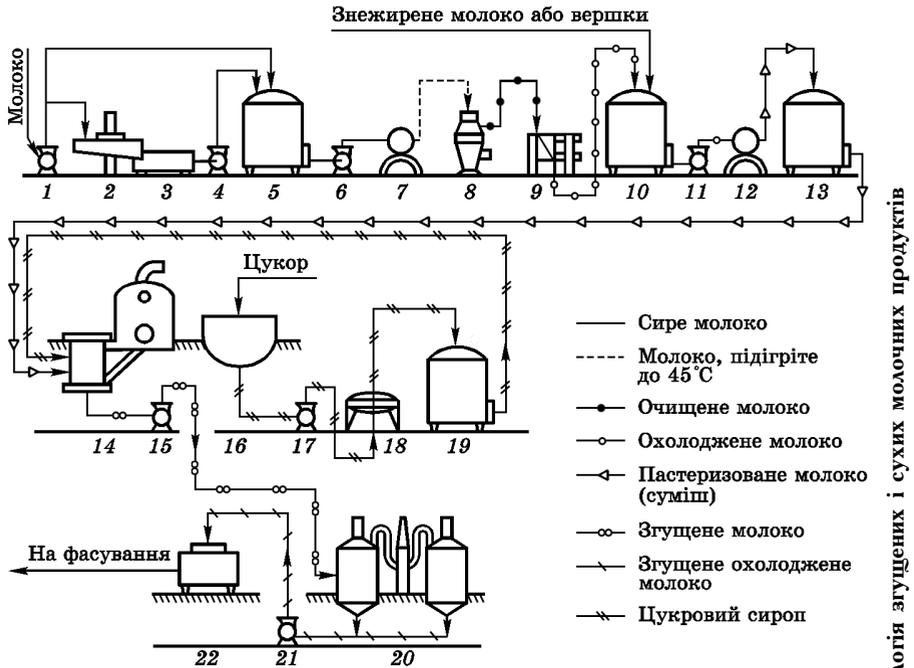 Знежирене молоко або вершки
Молоко
1 2 3 4 5 6 7 8 9 10 11 12 13
Цукор
14 15 16 17 18 19
На фасування
22 21 20
Сире молоко
Молоко, підігріте
до 45°С
Очищене молоко
Охолоджене молоко
Пастеризоване молоко
(суміш)
Згущене молоко
Згущене охолоджене
молоко
Цукровий сироп
згущених і сухих молочних продуктів